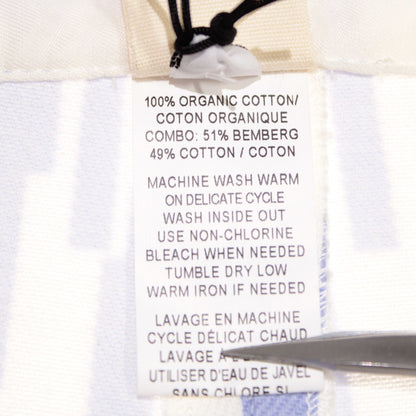 100% ORGANIC COTTON/
COTON ORGANIQUE
COMBO: 51% BEMBERG
49% COTTON / COTON
MACHINE WASH WARM
ON DELICATE CYCLE
WASH INSIDE OUT
USE NON-CHLORINE
BLEACH WHEN NEEDED
TUMBLE DRY LOW
WARM IRON IF NEEDED
LAVAGE EN MACHINE
CYCLE DÉLICAT CHAUD
LAVAGE À
UTILISER D'EAU DE JAVEL
SANS CHLORE SI